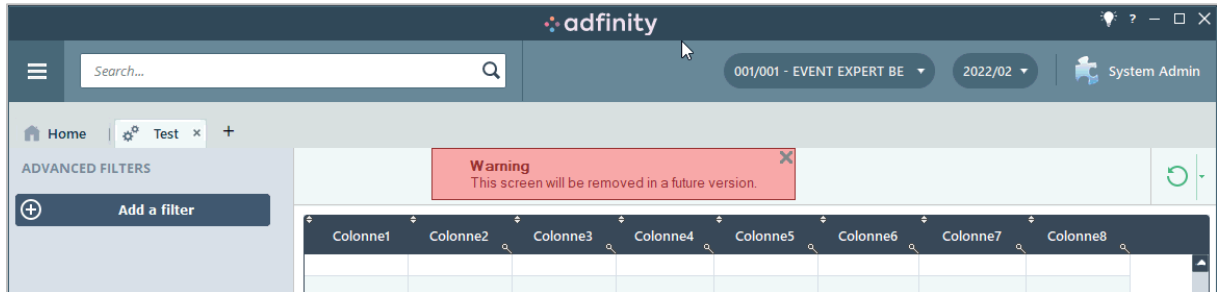 adfinity
?
Search...
001/001 - EVENT EXPERT BE
2022/02
System Admin
Home
Test
ADVANCED FILTERS
Warning
This screen will be removed in a future version.
Add a filter
Colonne1 Colonne2 Colonne3 Colonne4 Colonne5 Colonne6 Colonne7 Colonne8